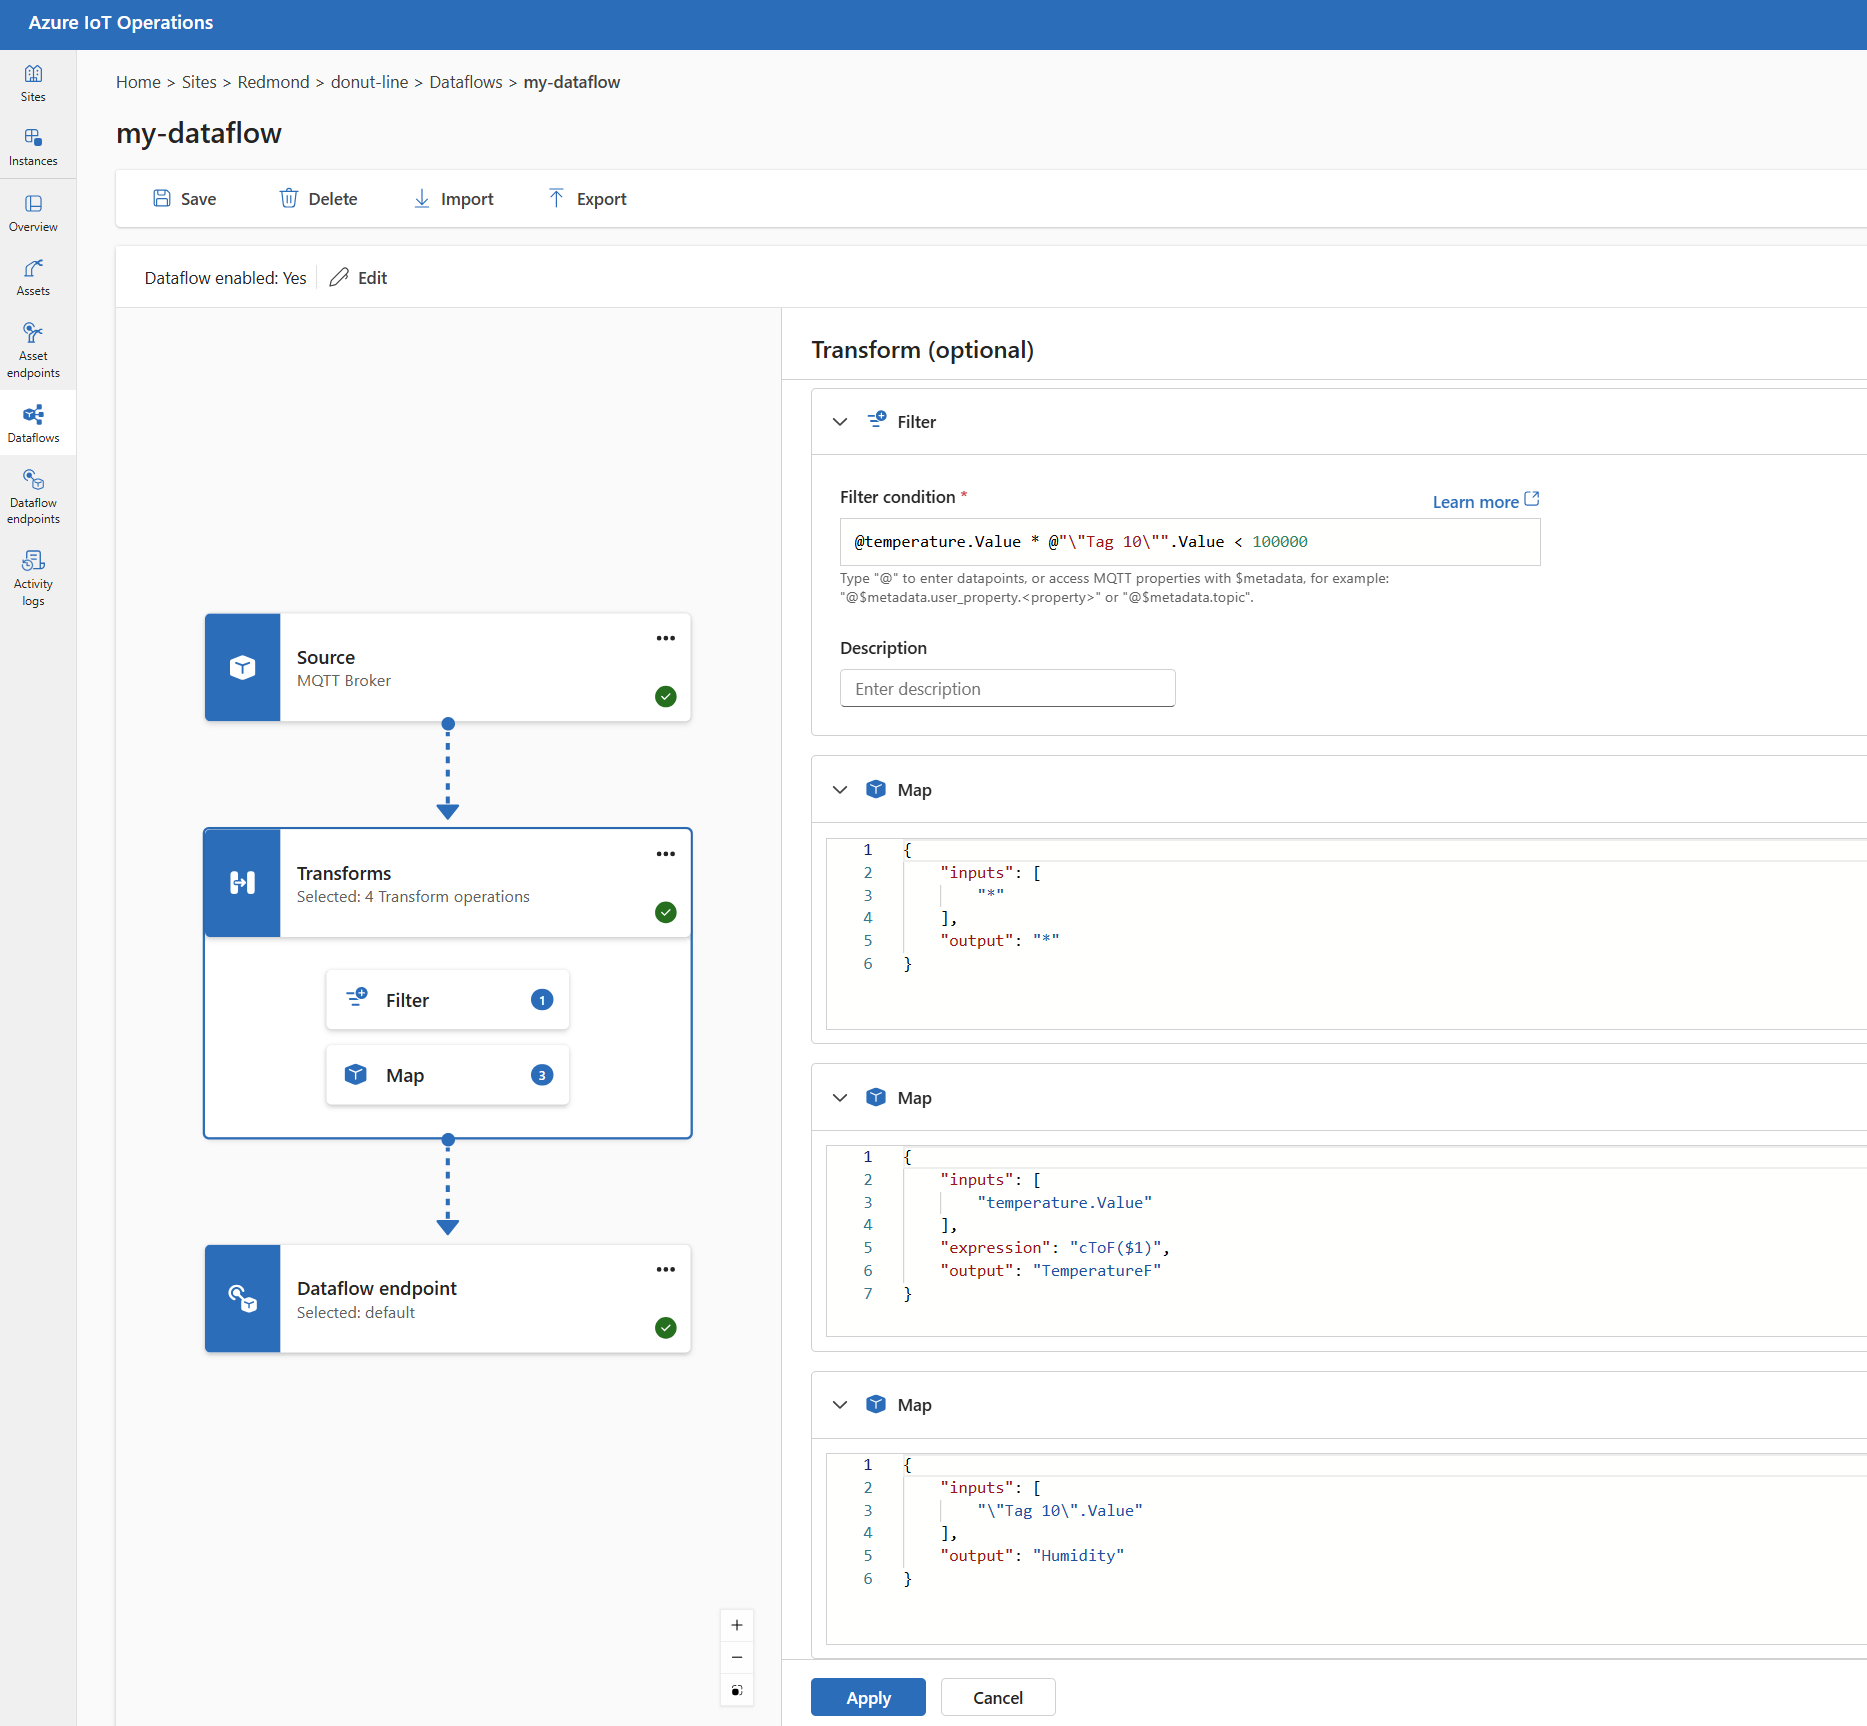 Azure IoT Operations
Sites
Instances
Overview
Assets
Asset
endpoints
Dataflows
Dataflow
endpoints
Activity
logs
Home > Sites > Redmond > donut-line > Dataflows > my-dataflow
my-dataflow
Save
Delete
Import
Export
Dataflow enabled: Yes
Edit
Source
MQTT Broker
Transforms
Selected: 4 Transform operations
Filter
1
Map
3
Dataflow endpoint
Selected: default
Transform (optional)
Filter
Filter condition *
Learn more
@temperature.Value * @"\"Tag 10\"".Value < 100000
Type "@" to enter datapoints, or access MQTT properties with $metadata, for example:
"@$metadata.user_property.<property>" or "@$metadata.topic".
Description
Enter description
Map
1 {
2 "inputs": [
3 "*"
4 ],
5 "output": "*"
6 }
Map
1 {
2 "inputs": [
3 "temperature.Value"
4 ],
5 "expression": "cToF($1)",
6 "output": "TemperatureF"
7 }
Map
1 {
2 "inputs": [
3 "\"Tag 10\".Value"
4 ],
5 "output": "Humidity"
6 }
Apply
Cancel